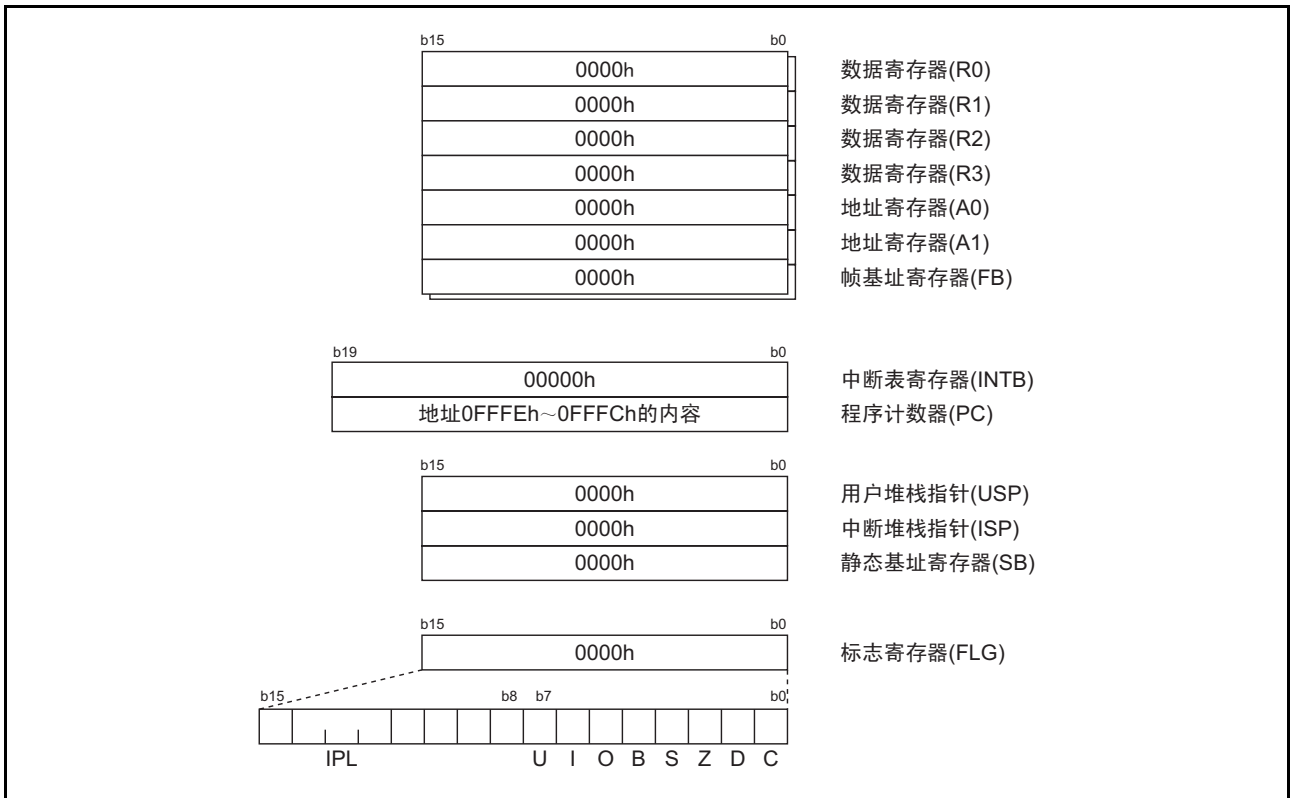 b15 b0
0000h 数据寄存器(R0)
0000h 数据寄存器(R1)
0000h 数据寄存器(R2)
0000h 数据寄存器(R3)
0000h 地址寄存器(A0)
0000h 地址寄存器(A1)
0000h 帧基址寄存器(FB)
b19 b0
00000h 中断表寄存器(INTB)
地址0FFFEh～0FFFCh的内容 程序计数器(PC)
b15 b0
0000h 用户堆栈指针(USP)
0000h 中断堆栈指针(ISP)
0000h 静态基址寄存器(SB)
b15 b0
0000h 标志寄存器(FLG)
b15 b8 b7 b0
IPL U I O B S Z D C